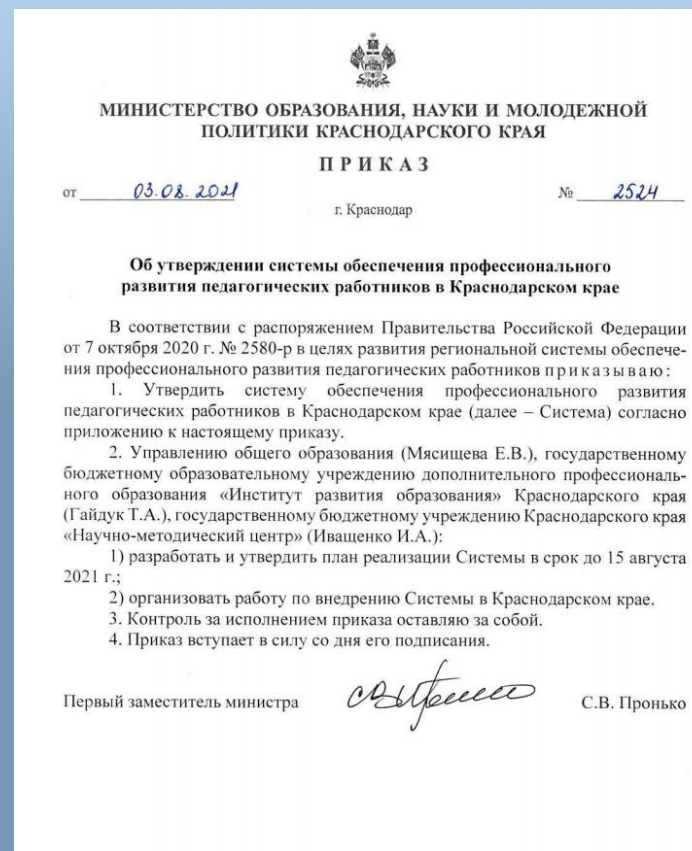 МИНИСТЕРСТВО ОБРАЗОВАНИЯ, НАУКИ И МОЛОДЕЖНОЙ
ПОЛИТИКИ КРАСНОДАРСКОГО КРАЯ
П Р И К А З
от 03.08.2021 № 2524
г. Краснодар
Об утверждении системы обеспечения профессионального
развития педагогических работников в Краснодарском крае
В соответствии с распоряжением Правительства Российской Федерации
от 7 октября 2020 г. № 2580-р в целях развития региональной системы обеспече-
ния профессионального развития педагогических работников п р и к а з ы в а ю :
1. Утвердить систему обеспечения профессионального развития
педагогических работников в Краснодарском крае (далее – Система) согласно
приложению к настоящему приказу.
2. Управлению общего образования (Мясищева Е.В.), государственному
бюджетному образовательному учреждению дополнительного профессиональ-
ного образования «Институт развития образования» Краснодарского края
(Гайдук Т.А.), государственному бюджетному учреждению Краснодарского края
«Научно-методический центр» (Иващенко И.А.):
1) разработать и утвердить план реализации Системы в срок до 15 августа
2021 г.;
2) организовать работу по внедрению Системы в Краснодарском крае.
3. Контроль за исполнением приказа оставляю за собой.
4. Приказ вступает в силу со дня его подписания.
Первый заместитель министра С.В. Пронько